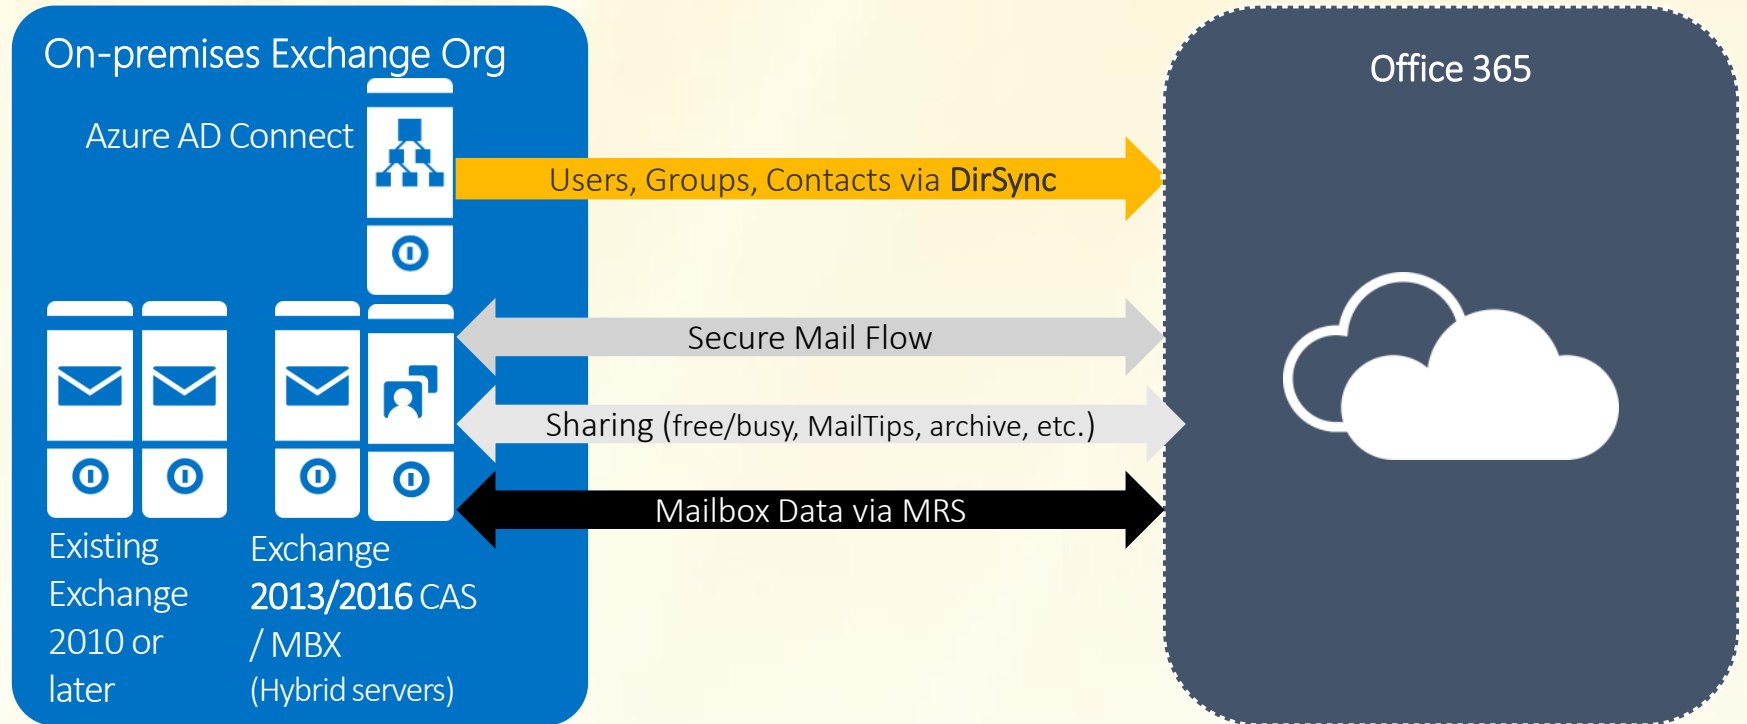 On-premises Exchange Org
Azure AD Connect
Existing
Exchange
2010 or
later
Exchange
2013/2016 CAS
/ MBX
(Hybrid servers)
Users, Groups, Contacts via DirSync
Secure Mail Flow
Sharing (free/busy, MailTips, archive, etc.)
Mailbox Data via MRS
Office 365